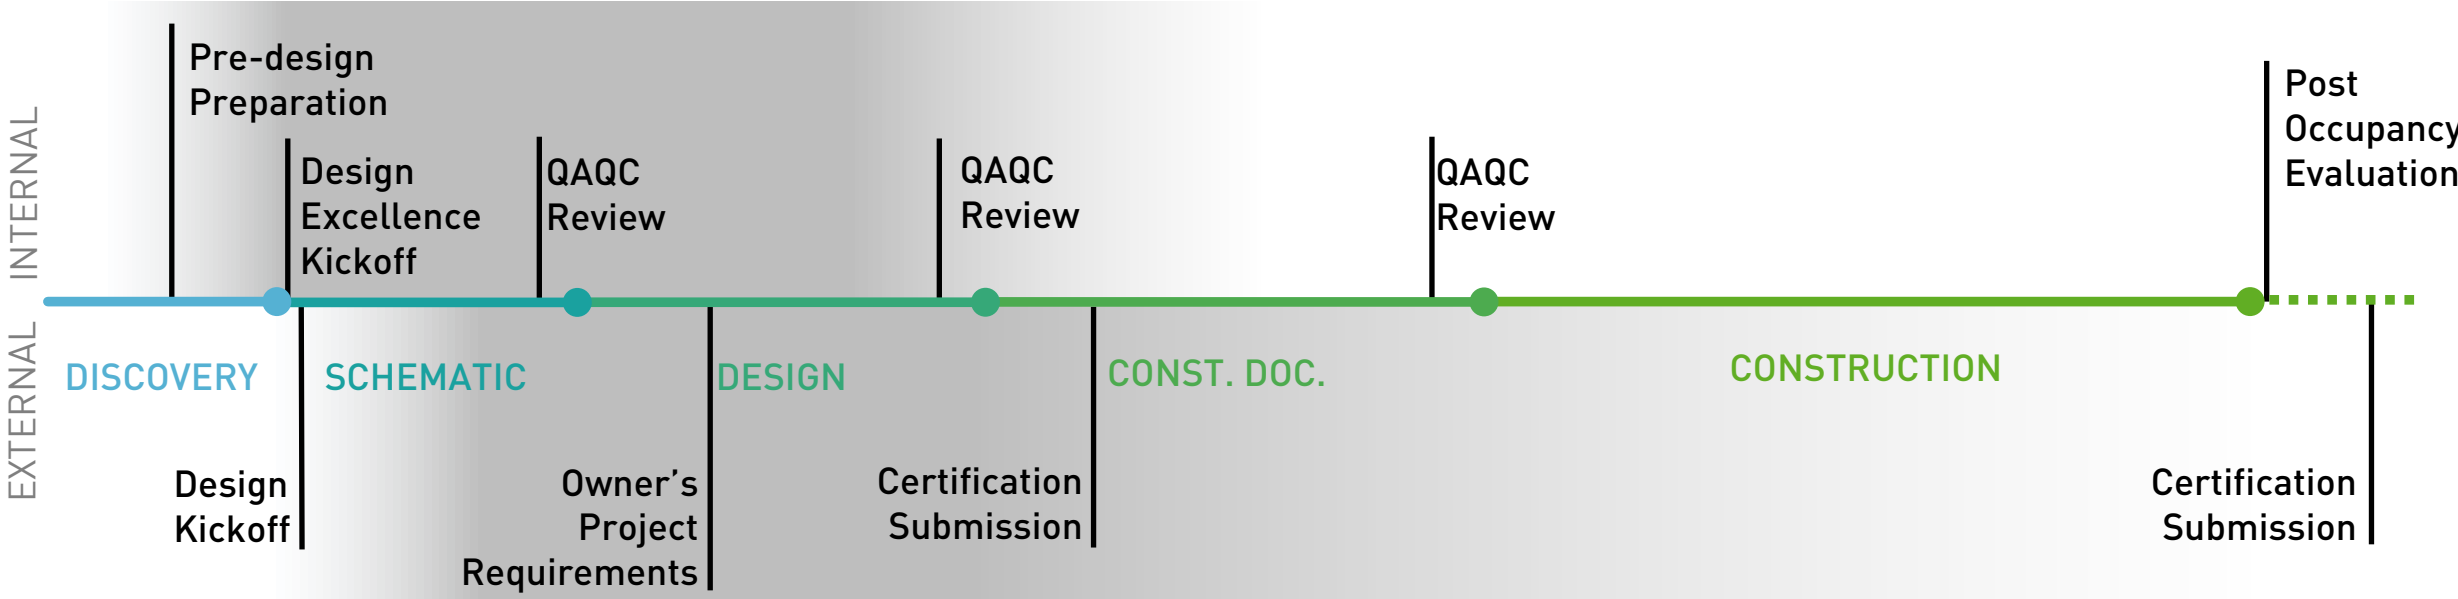 INTERNAL
EXTERNAL
Pre-design
Preparation
Design
Excellence
Kickoff
QAQC
Review
QAQC
Review
QAQC
Review
Post
Occupancy
Evaluation
DISCOVERY
SCHEMATIC
DESIGN
CONST. DOC.
CONSTRUCTION
Design
Kickoff
Owner’s
Project
Requirements
Certification
Submission
Certification
Submission